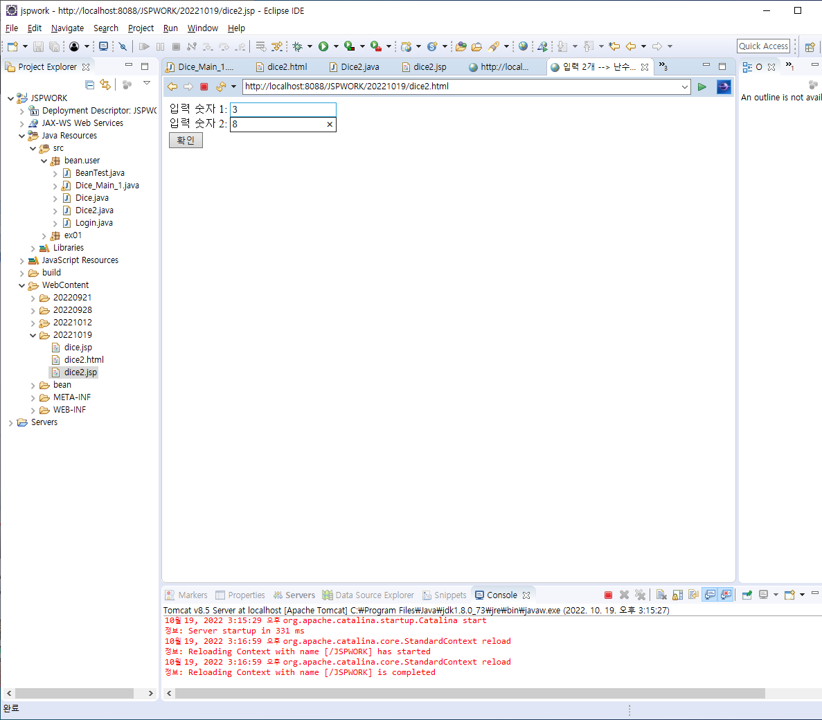 jspwork - http://localhost:8088/JSPWORK/20221019/dice2.jsp - Eclipse IDE
File Edit Navigate Search Project Run Window Help
Quick Access
Project Explorer
JSPWORK
Deployment Descriptor: JSPWO
JAX-WS Web Services
Java Resources
src
bean.user
BeanTest.java
Dice_Main_1.java
Dice.java
Dice2.java
Login.java
ex01
Libraries
JavaScript Resources
build
WebContent
20220921
20220928
20221012
20221019
dice.jsp
dice2.html
dice2.jsp
bean
META-INF
WEB-INF
Servers
Dice_Main_1.... dice2.html Dice2.java dice2.jsp http://local... 입력 2개 --> 난수... 3
http://localhost:8088/JSPWORK/20221019/dice2.html
입력 숫자 1: 3
입력 숫자 2: 8
확인
O 1
An outline is not avai
Markers Properties Servers Data Source Explorer Snippets Console
Tomcat v8.5 Server at localhost [Apache Tomcat] C:₩Program Files₩Java₩jdk1.8.0_73₩jre₩bin₩javaw.exe (2022. 10. 19. 오후 3:15:27)
10월 19, 2022 3:15:29 오후 org.apache.catalina.startup.Catalina start
정보: Server startup in 331 ms
10월 19, 2022 3:16:59 오후 org.apache.catalina.core.StandardContext reload
정보: Reloading Context with name [/JSPWORK] has started
10월 19, 2022 3:16:59 오후 org.apache.catalina.core.StandardContext reload
정보: Reloading Context with name [/JSPWORK] is completed
완료